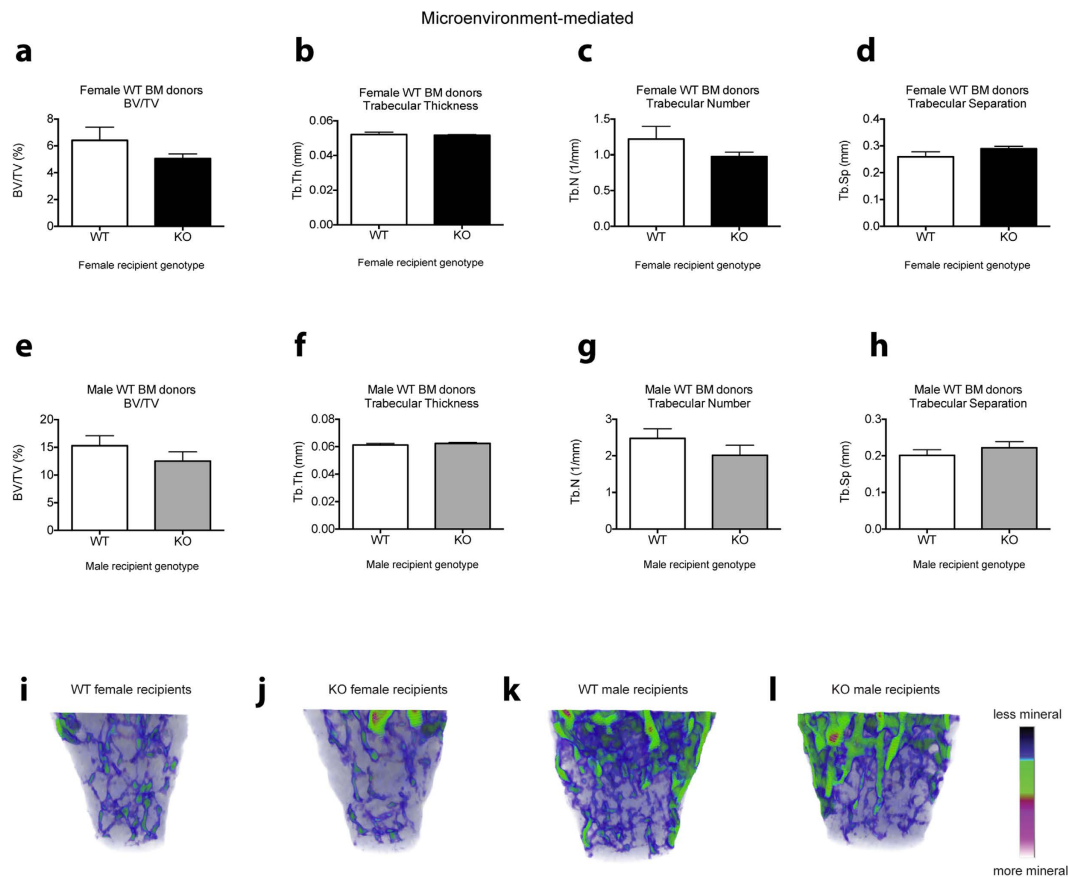 Microenvironment-mediated
a
Female WT BM donors
BV/TV
BV/TV (%)
8
6
4
2
0
WT
KO
Female recipient genotype
b
Female WT BM donors
Trabecular Thickness
Tb.Th (mm)
0.06
0.04
0.02
0.00
WT
KO
Female recipient genotype
c
Female WT BM donors
Trabecular Number
Tb.N (1/mm)
1.5
1.0
0.5
0.0
WT
KO
Female recipient genotype
d
Female WT BM donors
Trabecular Separation
Tb.Sp (mm)
0.4
0.3
0.2
0.1
0.0
WT
KO
Female recipient genotype
e
Male WT BM donors
BV/TV
BV/TV (%)
20
15
10
5
0
WT
KO
Male recipient genotype
f
Male WT BM donors
Trabecular Thickness
Tb.Th (mm)
0.08
0.06
0.04
0.02
0.00
WT
KO
Male recipient genotype
g
Male WT BM donors
Trabecular Number
Tb.N (1/mm)
3
2
1
0
WT
KO
Male recipient genotype
h
Male WT BM donors
Trabecular Separation
Tb.Sp (mm)
0.3
0.2
0.1
0.0
WT
KO
Male recipient genotype
i
WT female recipients
j
KO female recipients
k
WT male recipients
l
KO male recipients
less mineral
more mineral